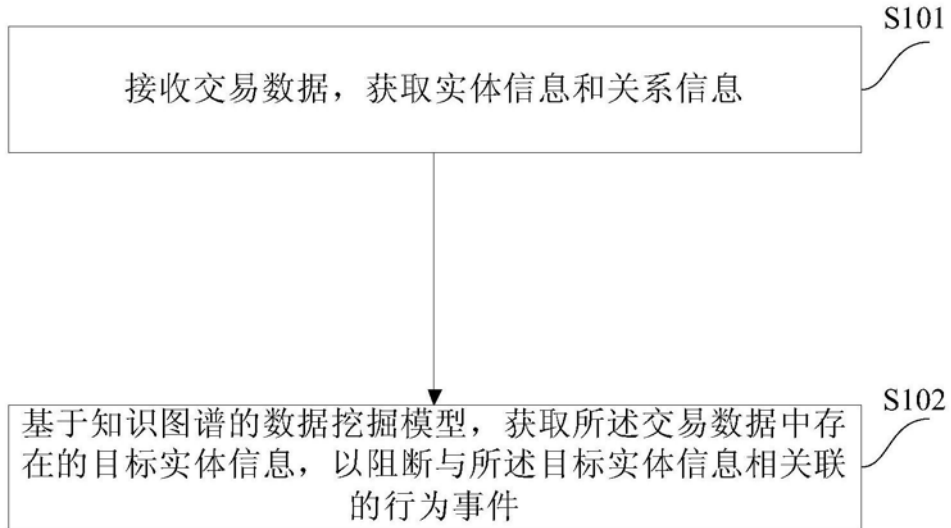 S101
接收交易数据，获取实体信息和关系信息
S102
基于知识图谱的数据挖掘模型，获取所述交易数据中存
在的目标实体信息，以阻断与所述目标实体信息相关联
的行为事件